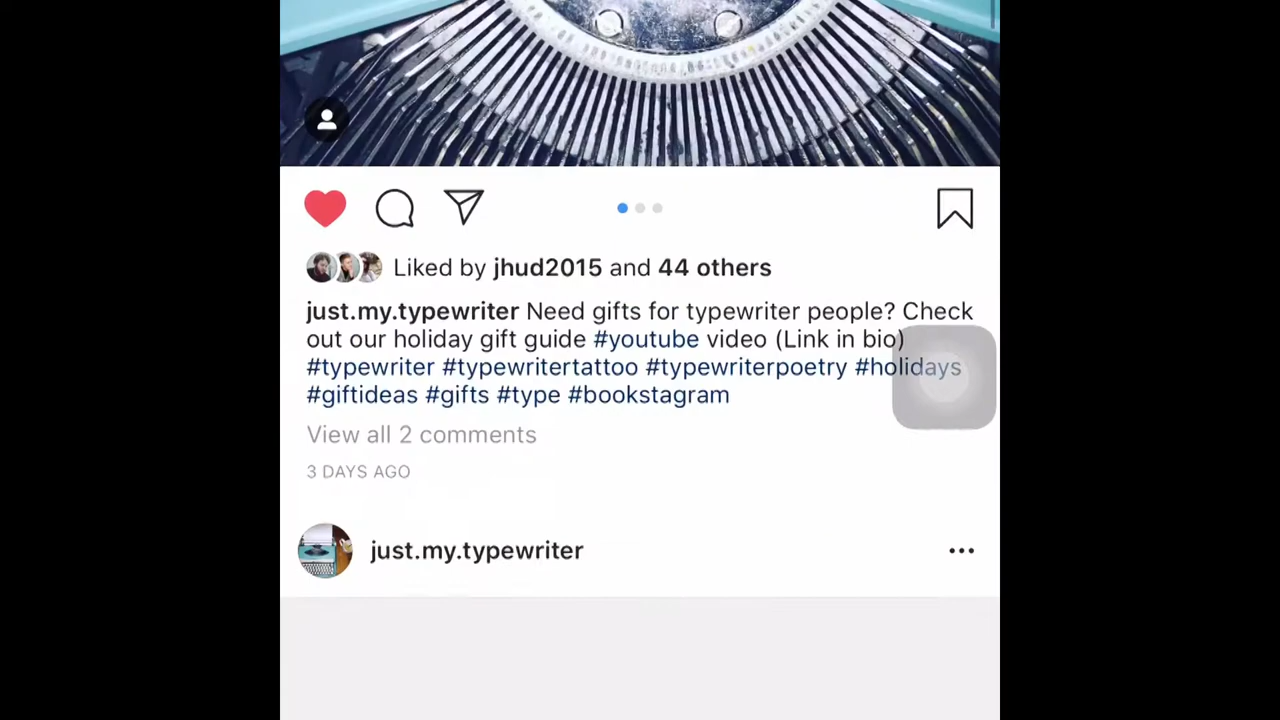 Liked by jhud2015 and 44 others
just.my.typewriter Need gifts for typewriter people? Check
out our holiday gift guide #youtube video (Link in bio)
#typewriter #typewritertattoo #typewriterpoetry #holidays
#giftideas #gifts #type #bookstagram
View all 2 comments
3 DAYS AGO
just.my.typewriter